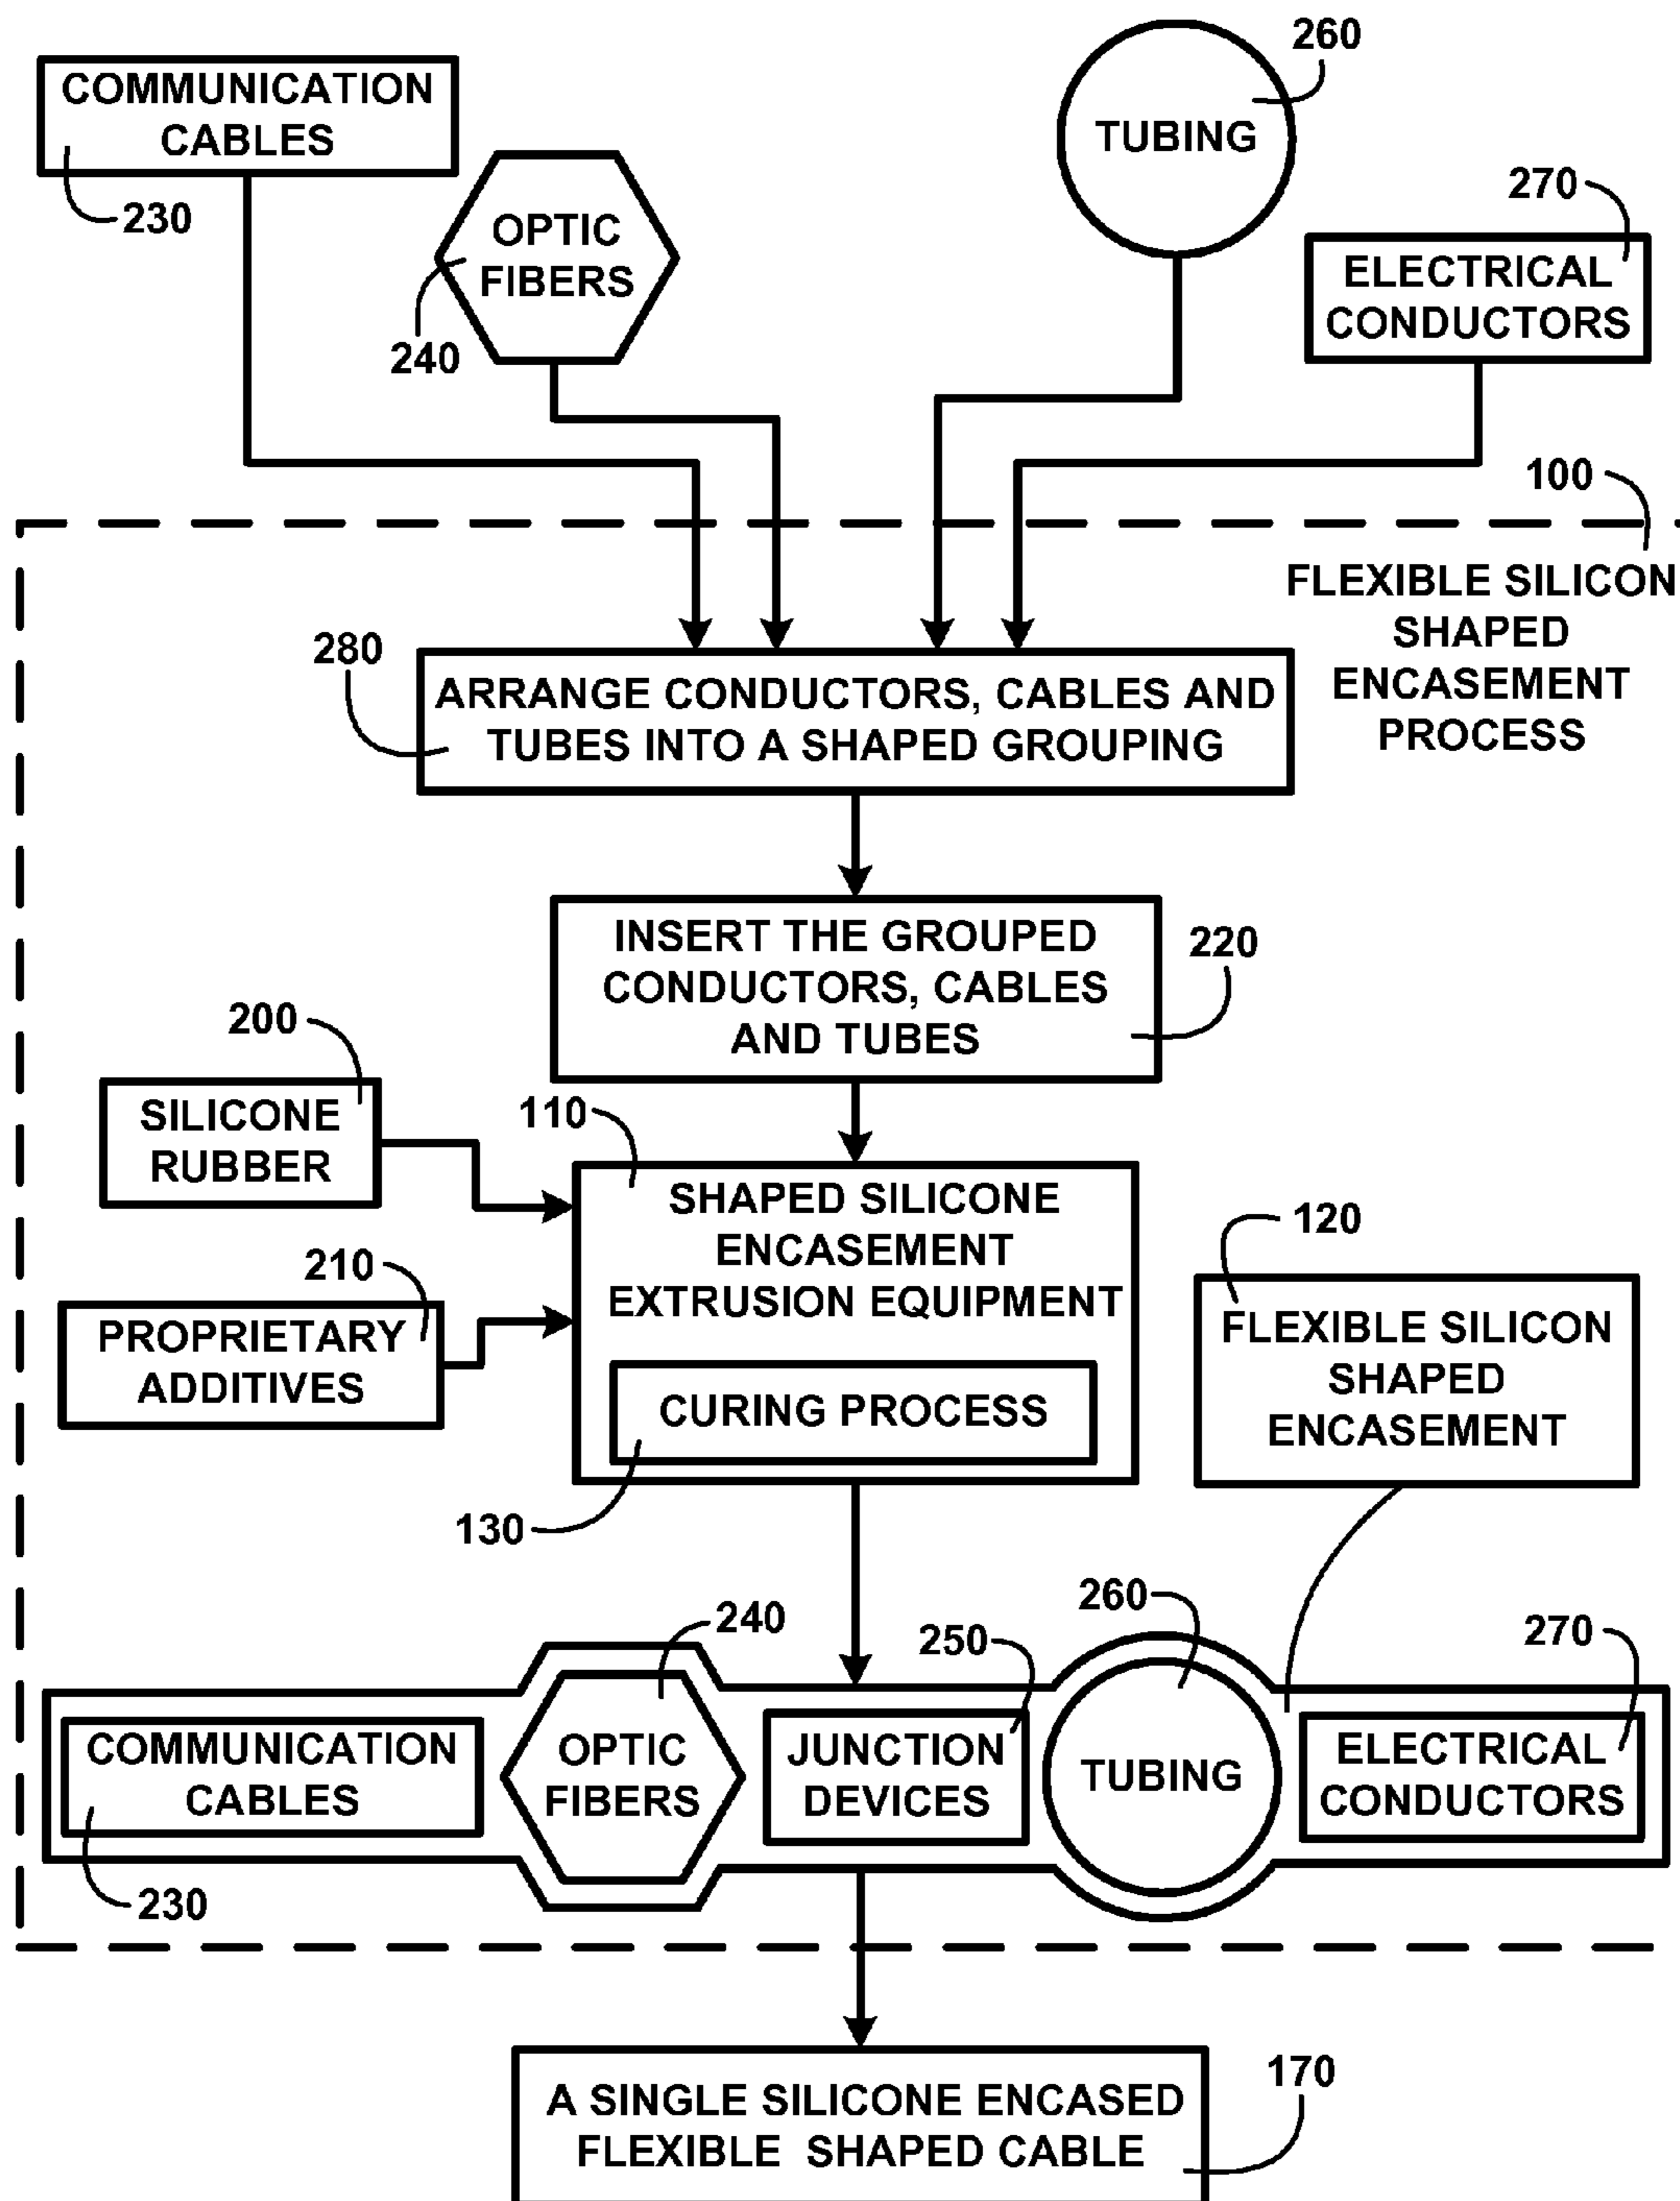 260
COMMUNICATION
CABLES
TUBING
230
270
OPTIC
FIBERS
ELECTRICAL
CONDUCTORS
240
100
FLEXIBLE SILICON
SHAPED
ENCASEMENT
PROCESS
280
ARRANGE CONDUCTORS, CABLES AND
TUBES INTO A SHAPED GROUPING
INSERT THE GROUPED
CONDUCTORS, CABLES
AND TUBES
220
200
SILICONE
RUBBER
110
SHAPED SILICONE
ENCASEMENT
EXTRUSION EQUIPMENT
120
210
PROPRIETARY
ADDITIVES
FLEXIBLE SILICON
SHAPED
ENCASEMENT
CURING PROCESS
130
240
250
260
270
COMMUNICATION
CABLES
OPTIC
FIBERS
JUNCTION
DEVICES
TUBING
ELECTRICAL
CONDUCTORS
230
170
A SINGLE SILICONE ENCASED
FLEXIBLE SHAPED CABLE